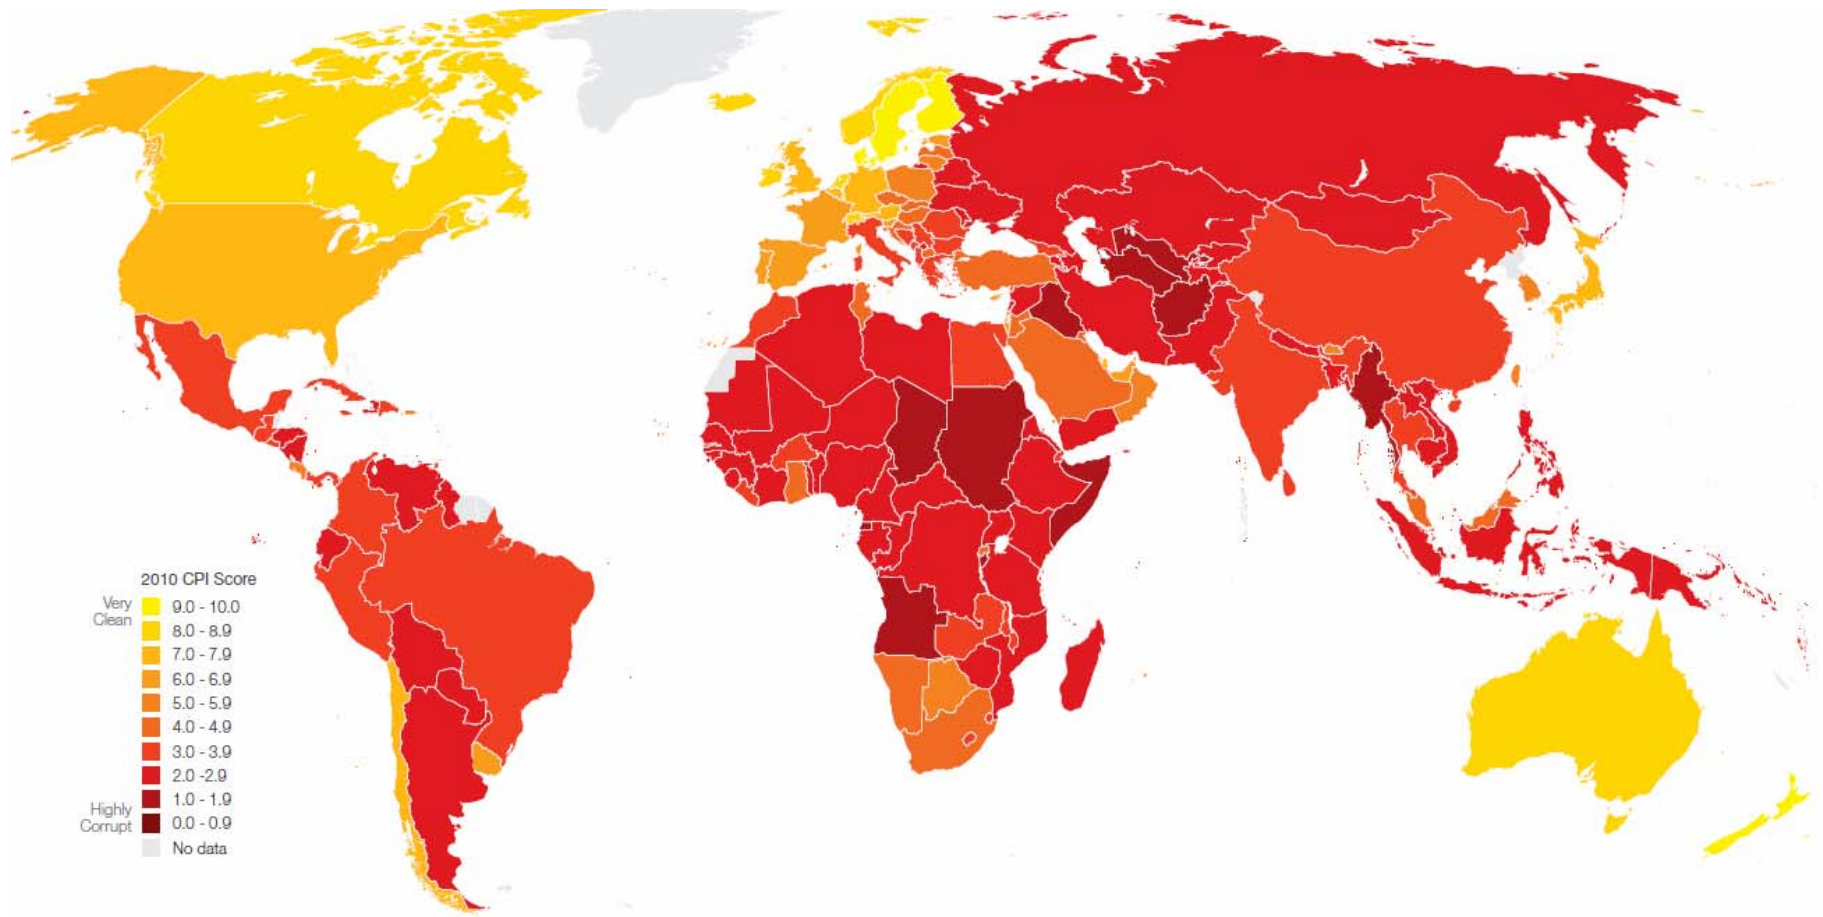 2010 CPI Score
Very
Clean
9.0 - 10.0
8.0 - 8.9
7.0 - 7.9
6.0 - 6.9
5.0 - 5.9
4.0 - 4.9
3.0 - 3.9
2.0 -2.9
1.0 - 1.9
Highly
Corrupt
0.0 - 0.9
No data